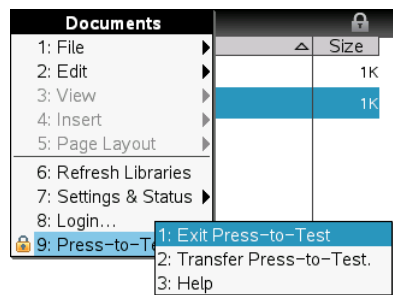 Documents
1: File
2: Edit
3: View
4: Insert
5: Page Layout
6: Refresh Libraries
7: Settings & Status
8: Login...
9: Press-to-Te
1: Exit Press-to-Test
2: Transfer Press-to-Test.
3: Help
Size
1K
1K